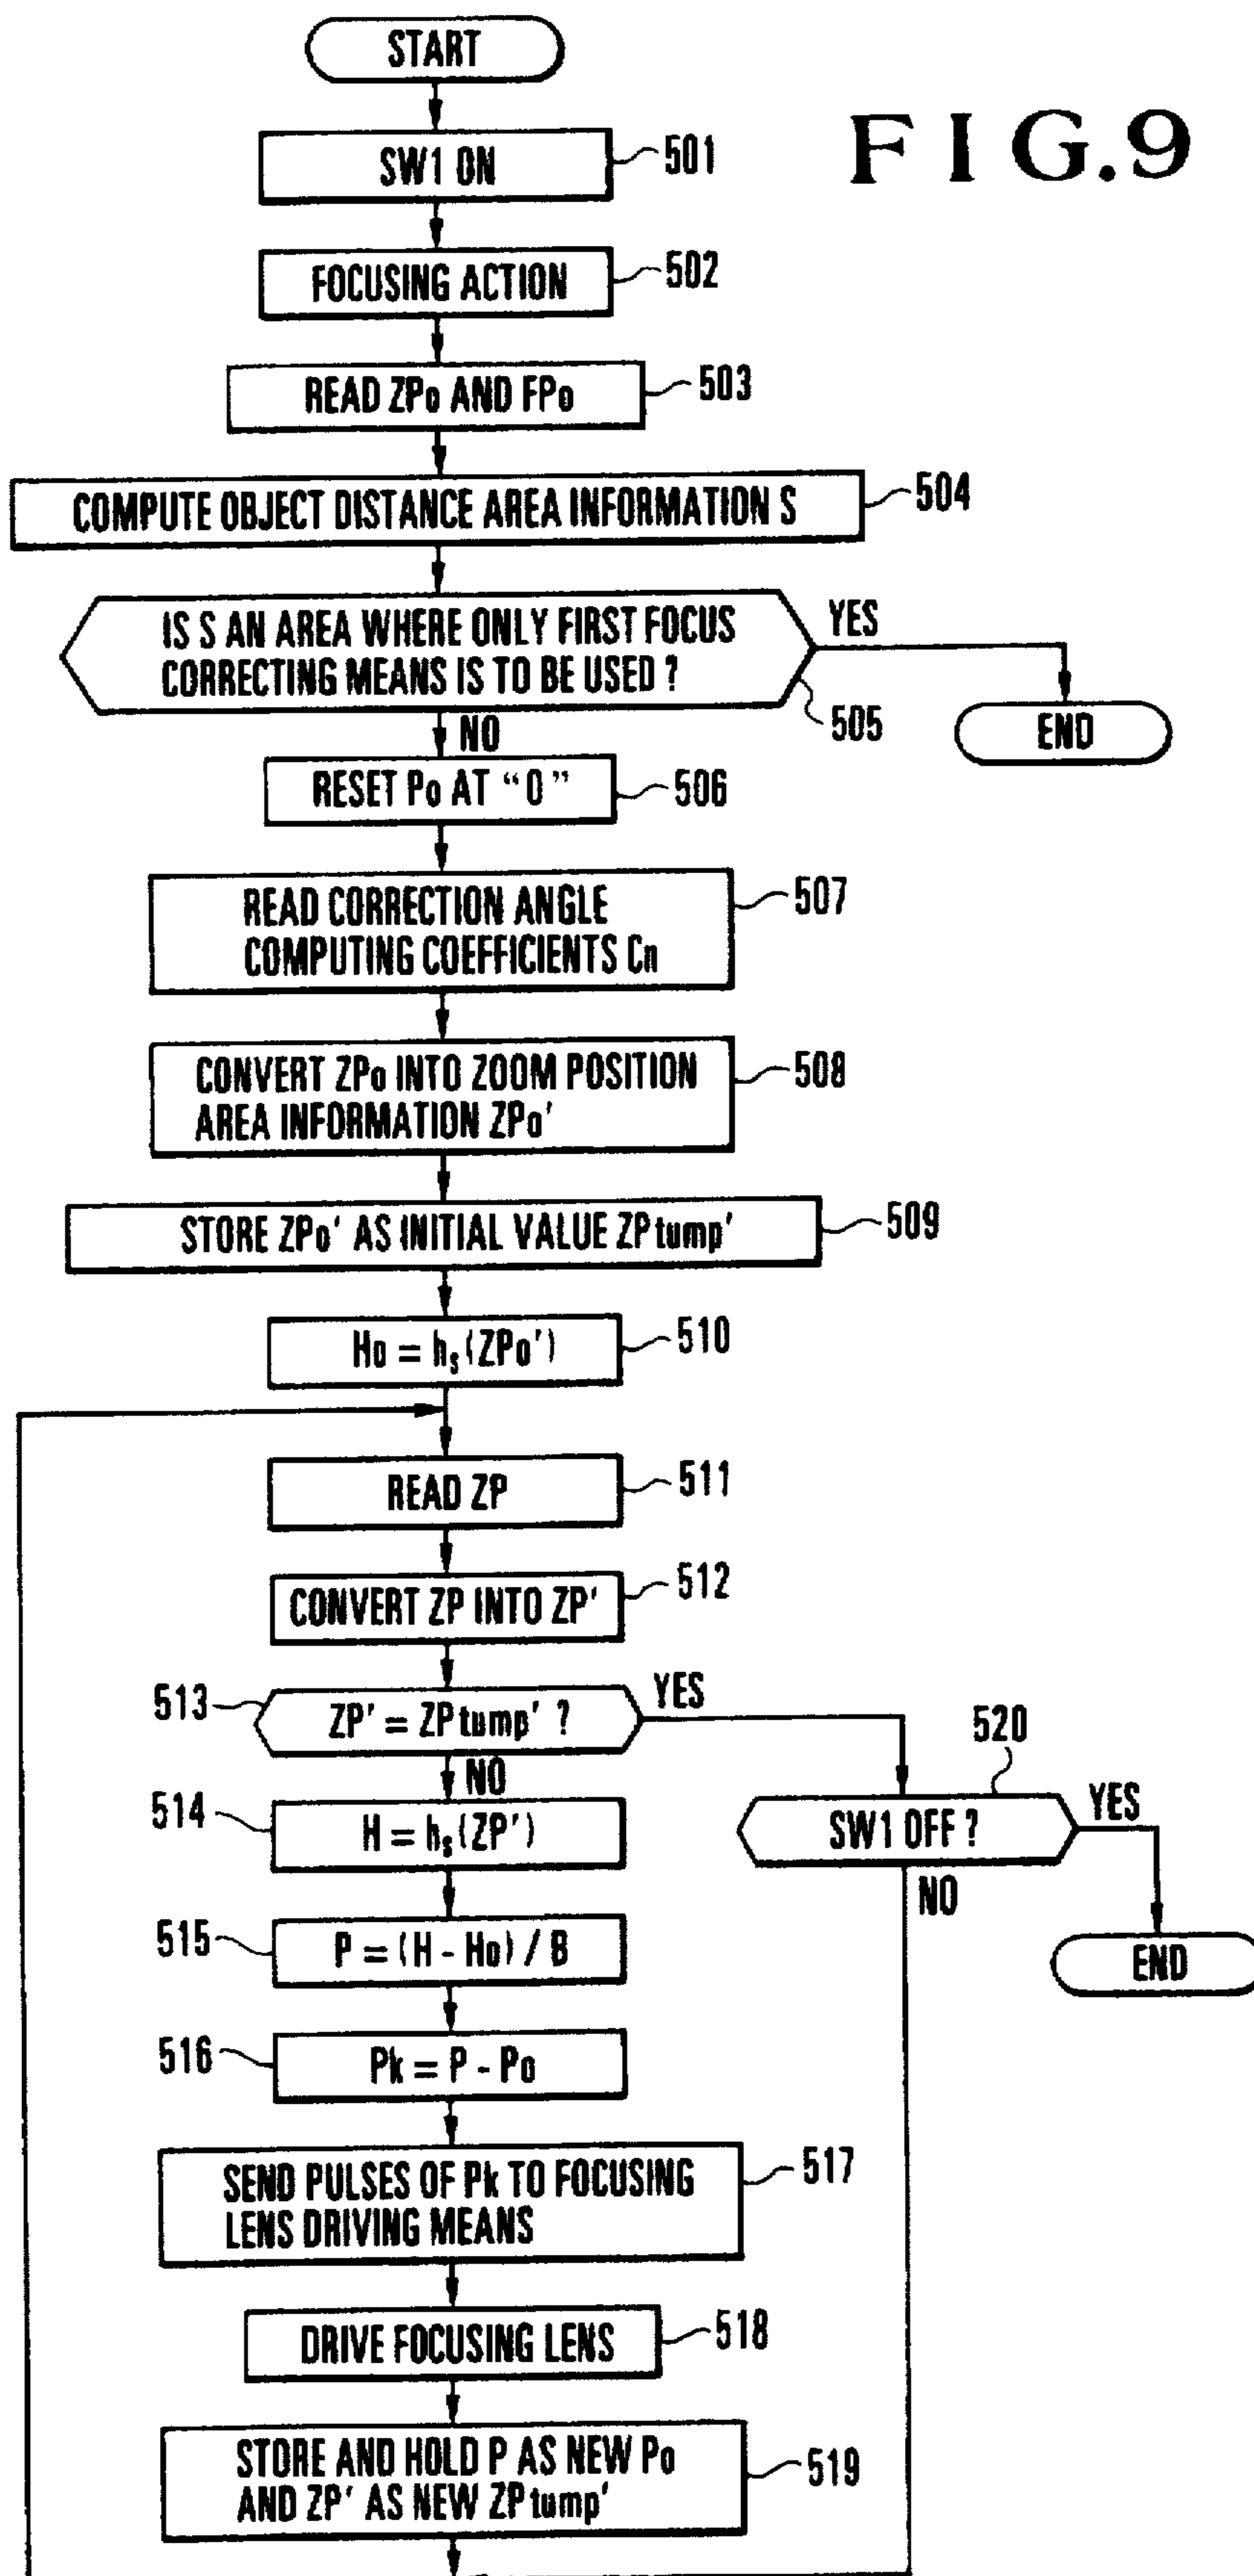 START
FIG.9
SW1 ON
501
FOCUSING ACTION
502
READ ZPo AND FPo
503
COMPUTE OBJECT DISTANCE AREA INFORMATION S
504
IS S AN AREA WHERE ONLY FIRST FOCUS
CORRECTING MEANS IS TO BE USED ?
YES
505
END
NO
RESET Po AT “0”
506
READ CORRECTION ANGLE
COMPUTING COEFFICIENTS Cn
507
CONVERT ZPo INTO ZOOM POSITION
AREA INFORMATION ZPo'
508
STORE ZPo' AS INITIAL VALUE ZPtump'
509
Ho = hs(ZPo')
510
READ ZP
511
CONVERT ZP INTO ZP'
512
513
ZP' = ZPtump' ?
YES
NO
520
SW1 OFF ?
YES
NO
END
514
H = hs(ZP')
515
P = (H - Ho) / B
516
Pk = P - Po
SEND PULSES OF Pk TO FOCUSING
LENS DRIVING MEANS
517
DRIVE FOCUSING LENS
518
STORE AND HOLD P AS NEW Po
AND ZP' AS NEW ZPtump'
519